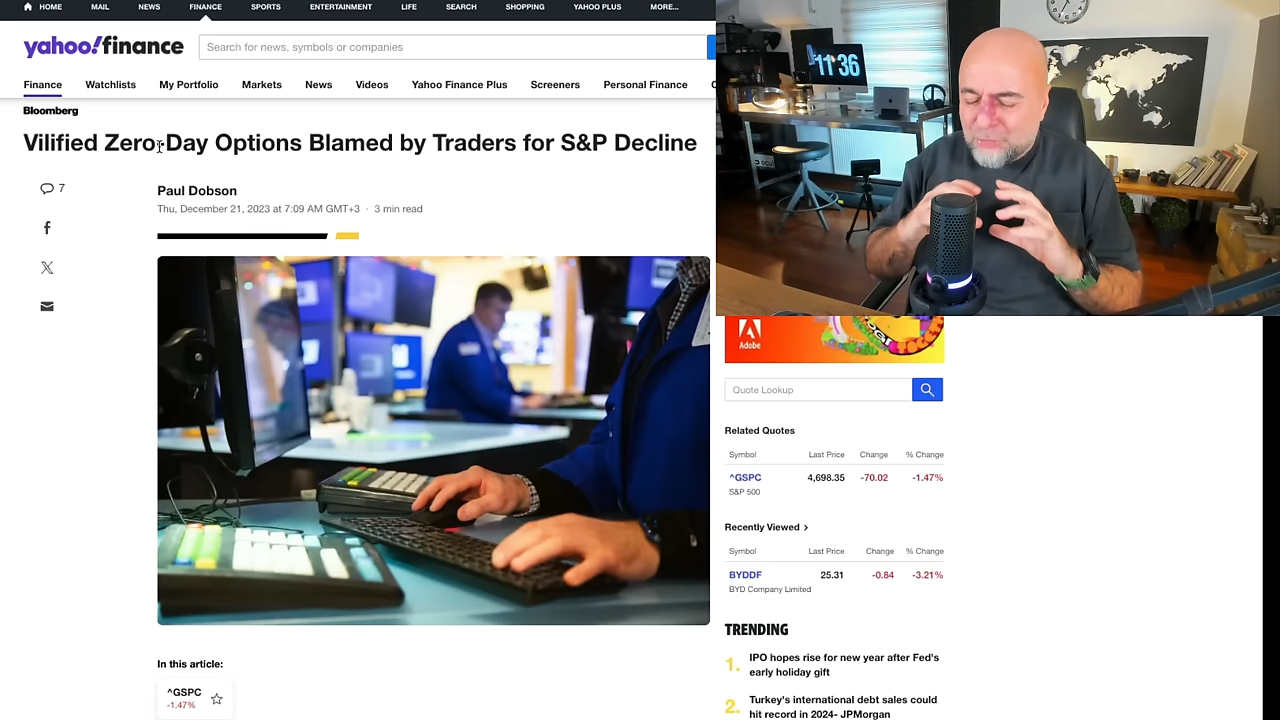 HOME MAIL NEWS FINANCE SPORTS ENTERTAINMENT LIFE SEARCH SHOPPING YAHOO PLUS MORE...
yahoo!finance
Search for news, symbols or companies
Finance Watchlists My Portfolio Markets News Videos Yahoo Finance Plus Screeners Personal Finance
Bloomberg
Vilified Zero-Day Options Blamed by Traders for S&P Decline
7
Paul Dobson
Thu, December 21, 2023 at 7:09 AM GMT+3 · 3 min read
In this article:
^GSPC
-1.47%
11 36
Adobe
Quote Lookup
Related Quotes
Symbol Last Price Change % Change
^GSPC 4,698.35 -70.02 -1.47%
S&P 500
Recently Viewed >
Symbol Last Price Change % Change
BYDDF 25.31 -0.84 -3.21%
BYD Company Limited
TRENDING
1. IPO hopes rise for new year after Fed's
early holiday gift
2. Turkey's international debt sales could
hit record in 2024- JPMorgan